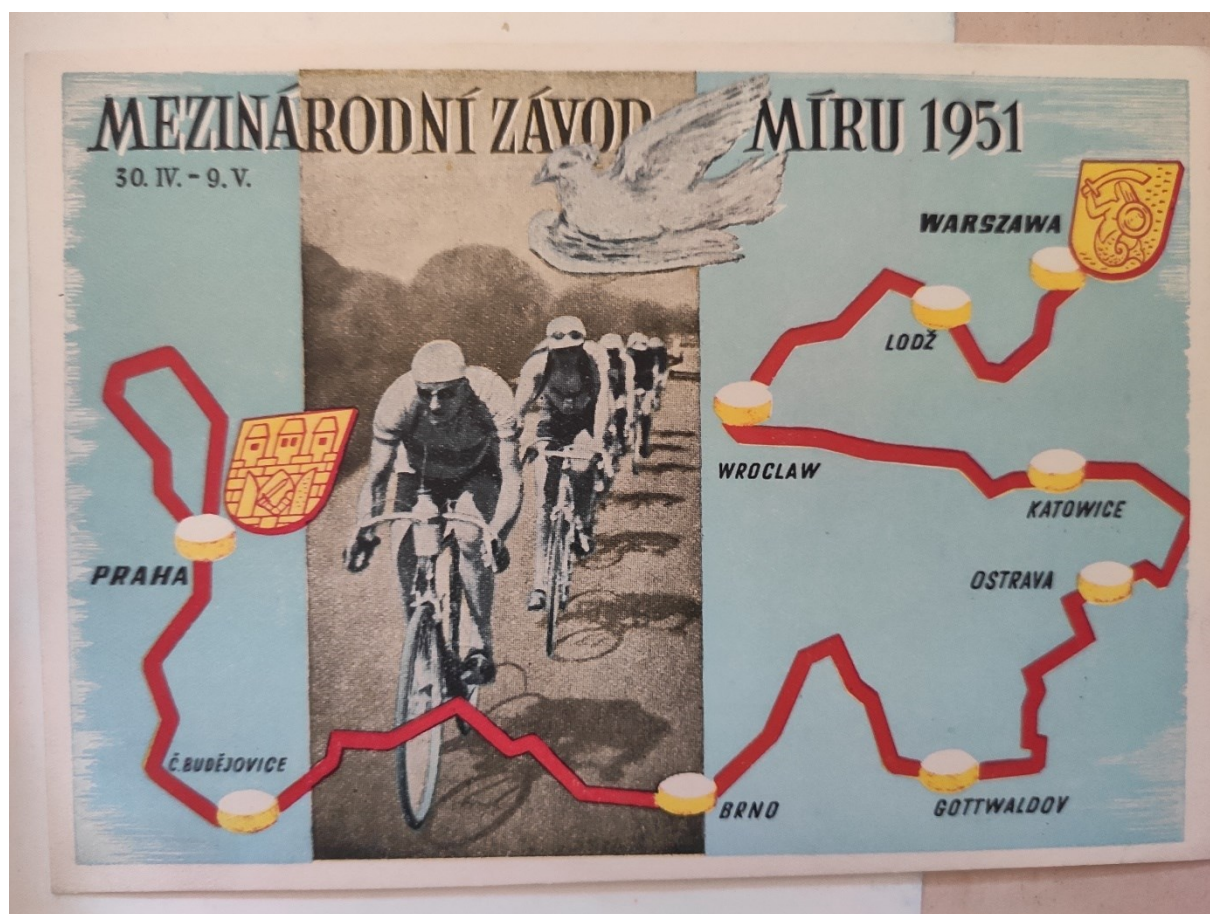 MEZINÁRODNÍ ZÁVOD MÍRU 1951
30. IV. - 9. V.
WARSZAWA
LODŽ
WROCLAW
KATOWICE
PRAHA
OSTRAVA
Č. BUDĚJOVICE
BRNO
GOTTWALDOV